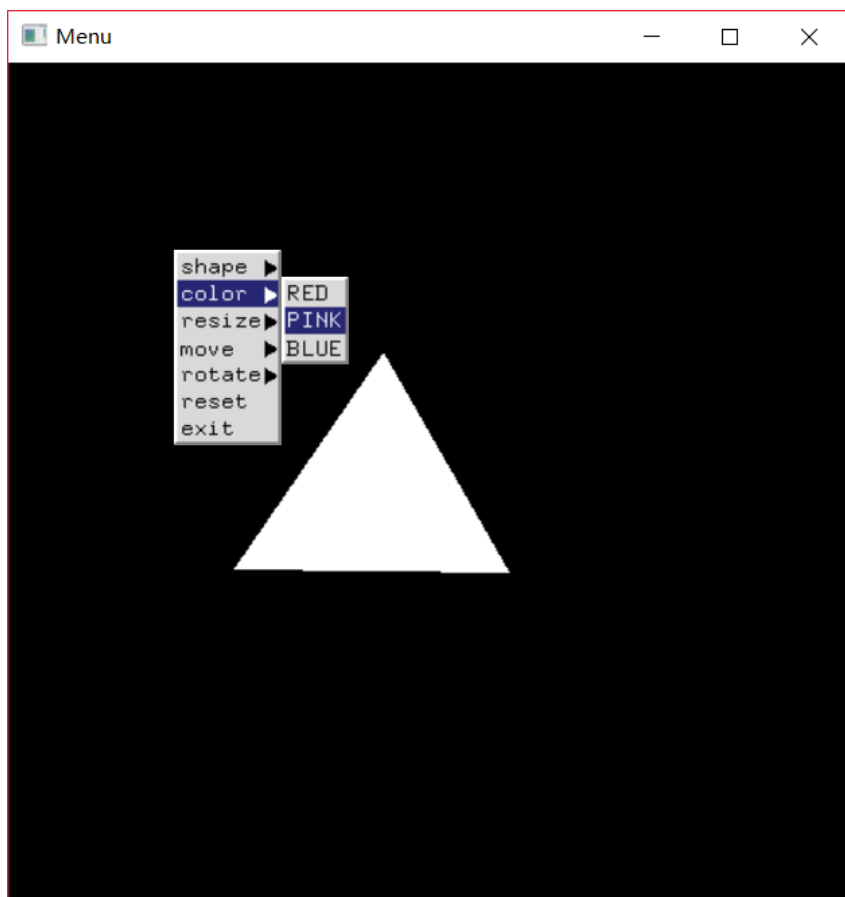 Menu
shape
color
resize
move
rotate
reset
exit
RED
PINK
BLUE